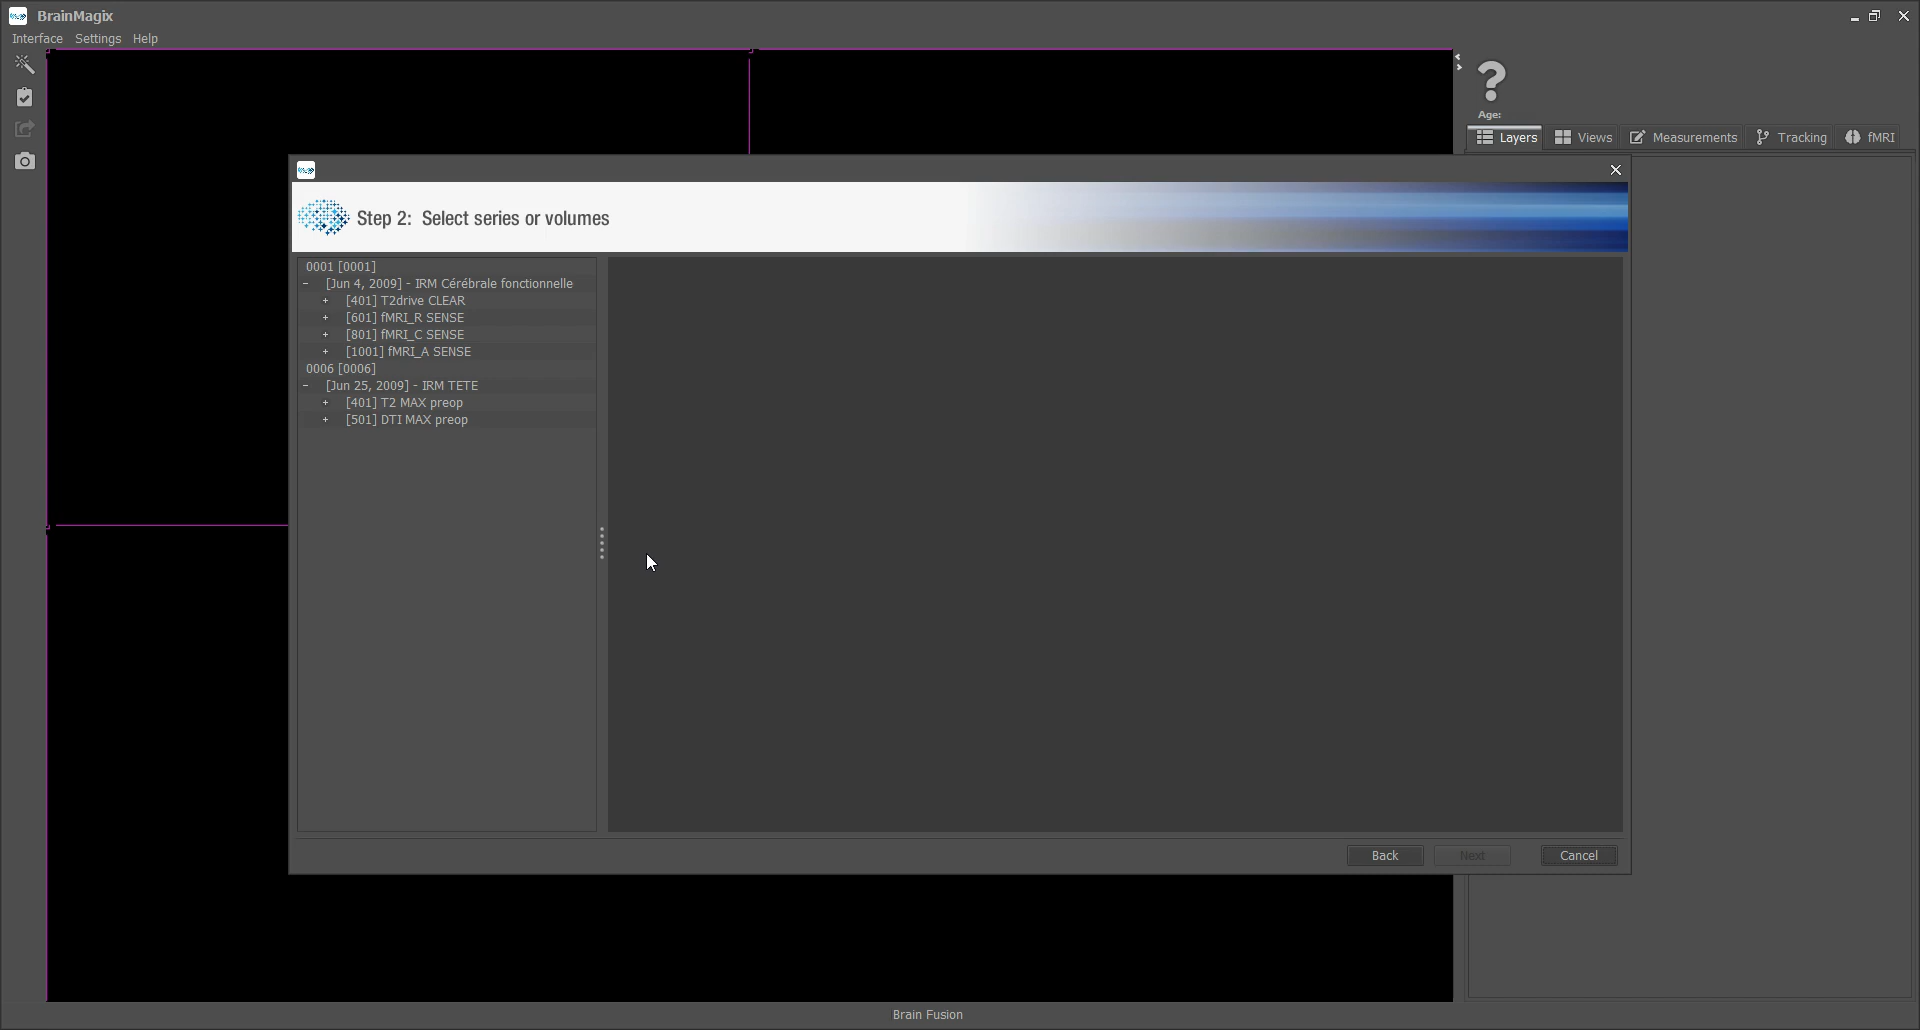 BrainMagix
Interface Settings Help
Age:
Layers Views Measurements Tracking fMRI
Step 2: Select series or volumes
0001 [0001]
- [Jun 4, 2009] - IRM Cérébrale fonctionnelle
+ [401] T2drive CLEAR
+ [601] fMRI_R SENSE
+ [801] fMRI_C SENSE
+ [1001] fMRI_A SENSE
0006 [0006]
- [Jun 25, 2009] - IRM TETE
+ [401] T2 MAX preop
+ [501] DTI MAX preop
Back Next Cancel
Brain Fusion